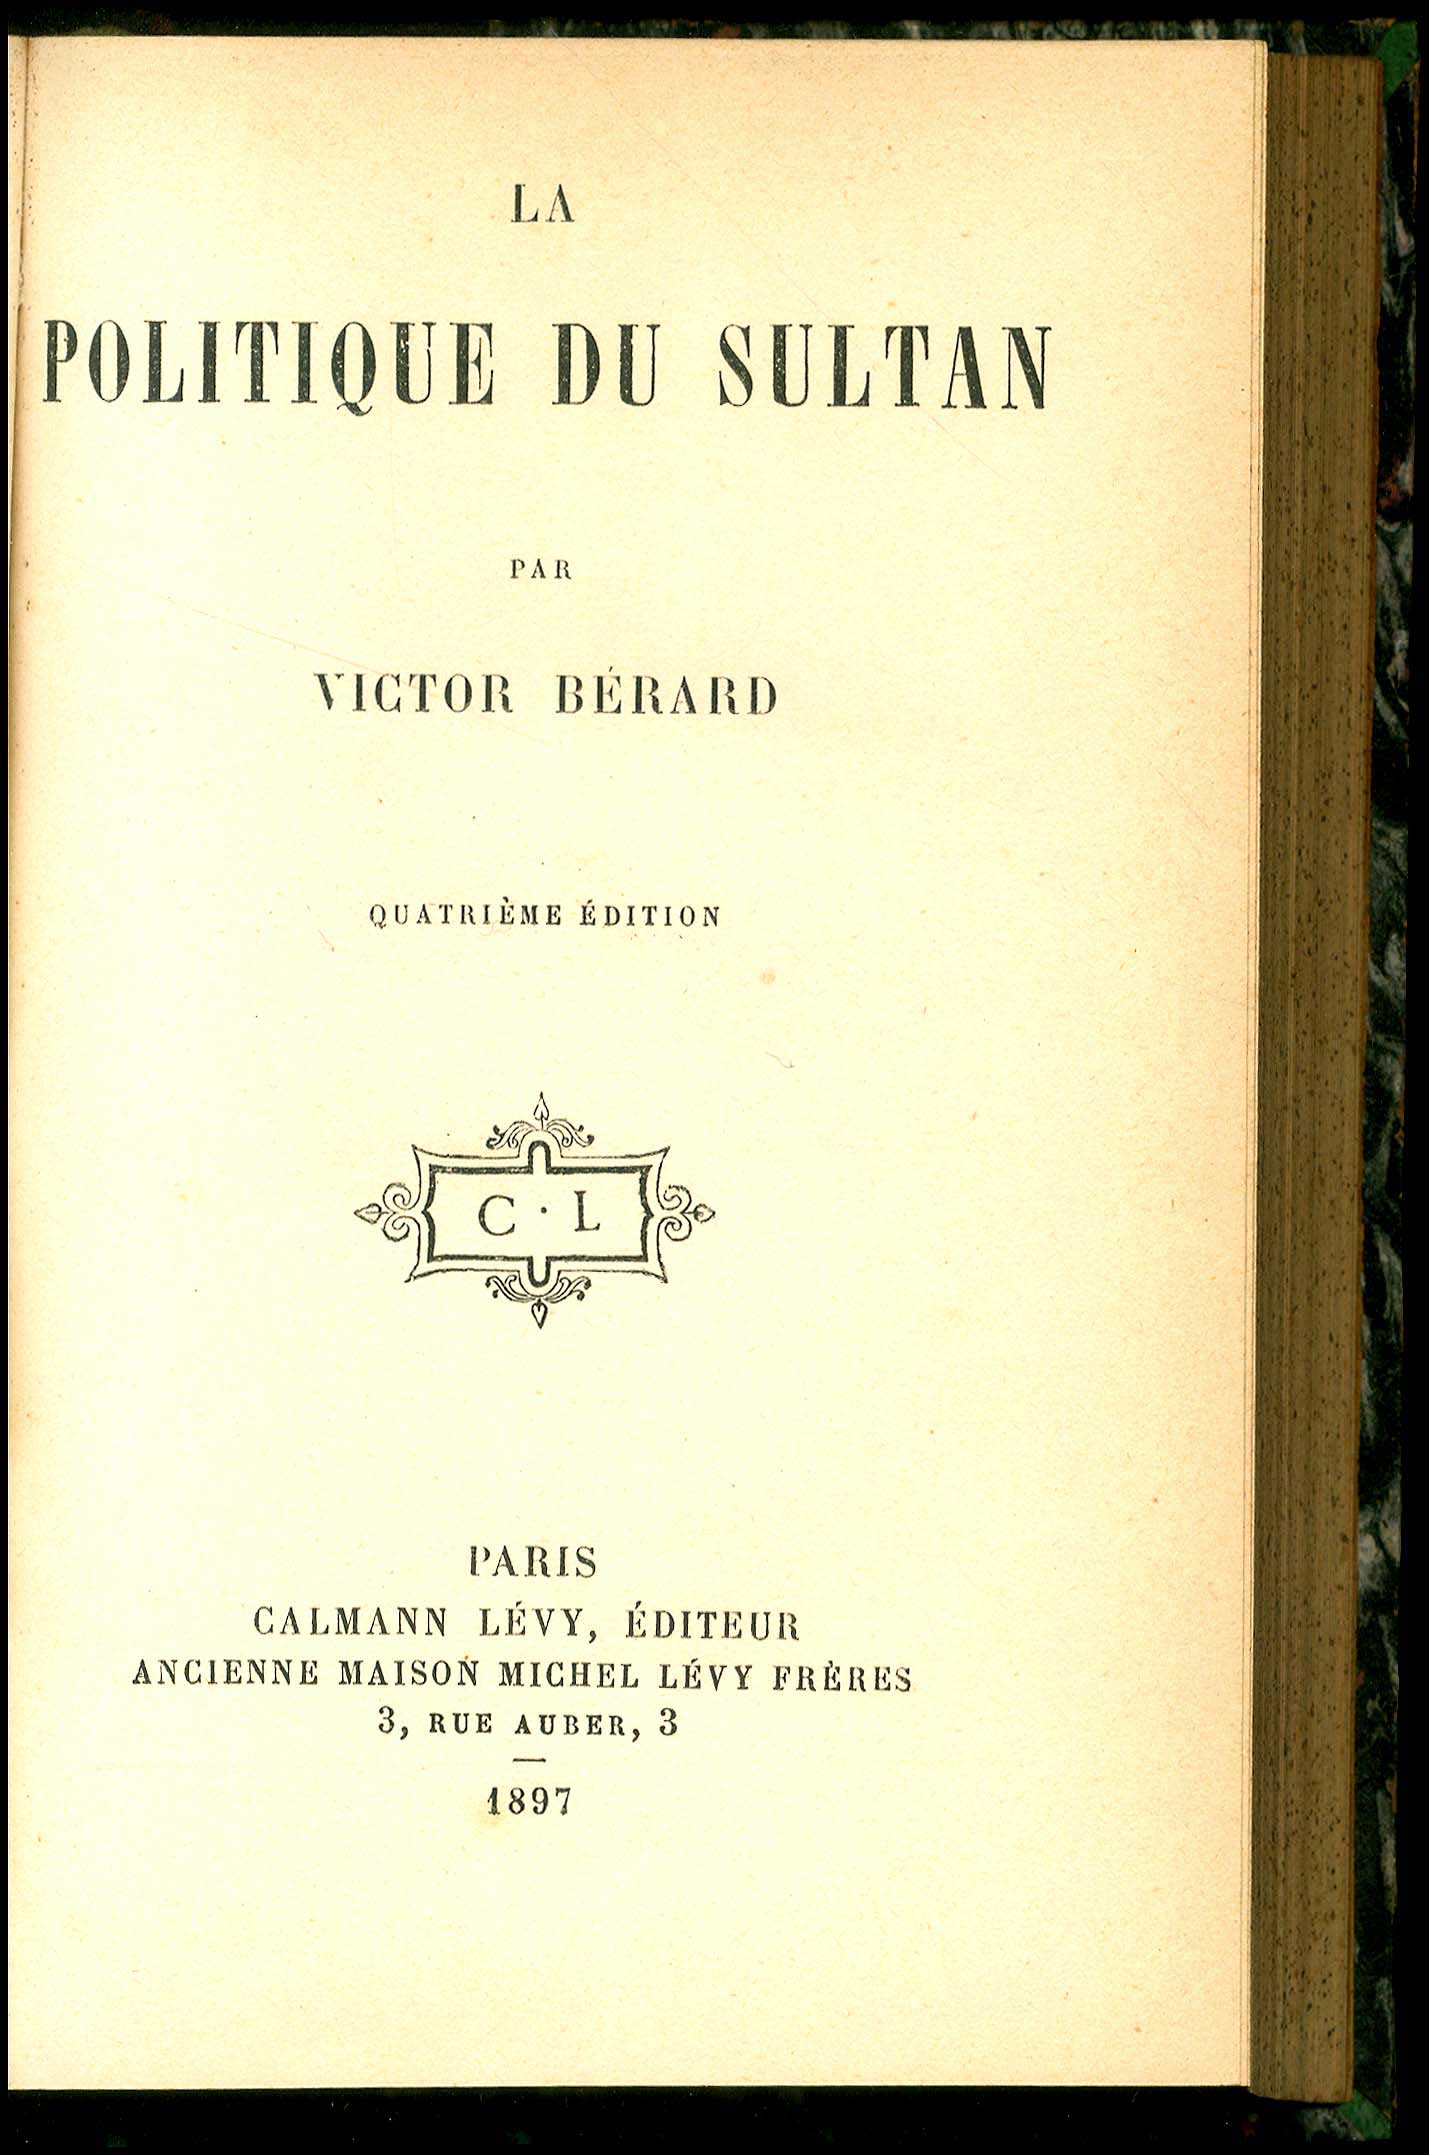 LA
POLITIQUE DU SULTAN
PAR
VICTOR BÉRARD
QUATRIÈME ÉDITION
C · L
PARIS
CALMANN LÉVY, ÉDITEUR
ANCIENNE MAISON MICHEL LÉVY FRÈRES
3, RUE AUBER, 3
1897